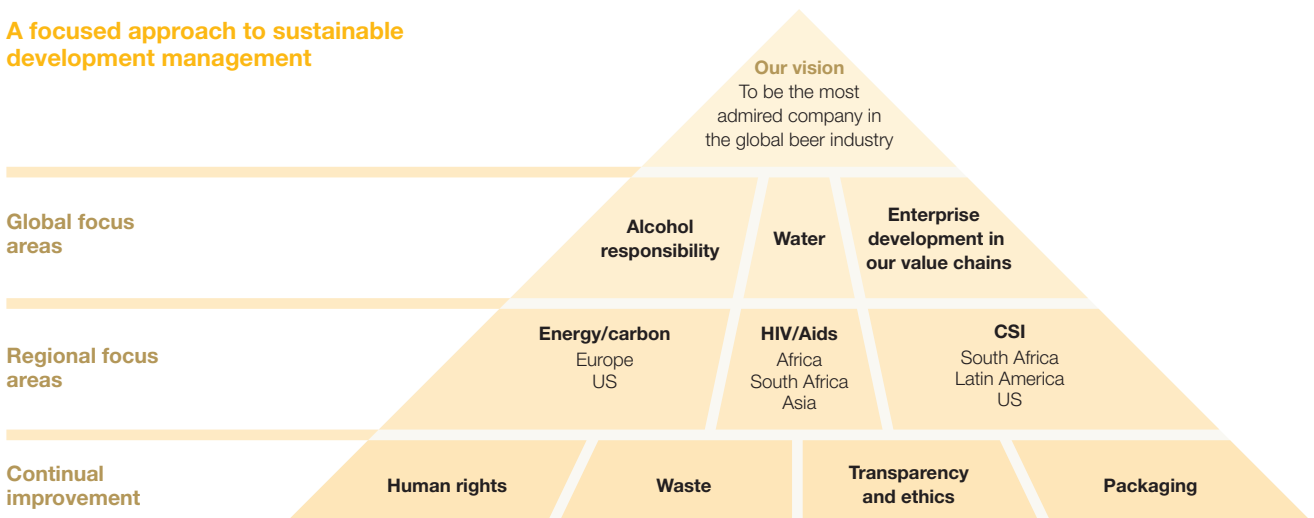 A focused approach to sustainable
development management
Our vision
To be the most
admired company in
the global beer industry
Global focus
areas
Alcohol
responsibility
Water
Enterprise
development in
our value chains
Regional focus
areas
Energy/carbon
Europe
US
HIV/Aids
Africa
South Africa
Asia
CSI
South Africa
Latin America
US
Continual
improvement
Human rights
Waste
Transparency
and ethics
Packaging